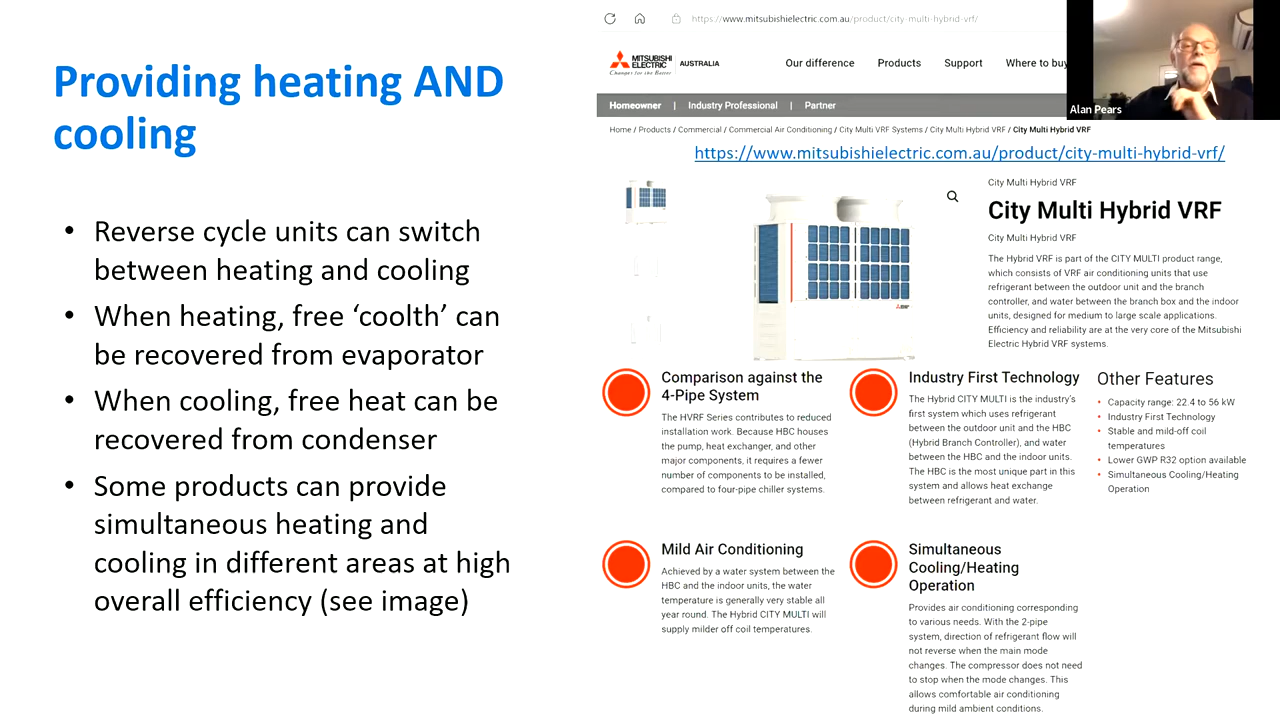 Providing heating AND
cooling
• Reverse cycle units can switch
between heating and cooling
• When heating, free ‘coolth’ can
be recovered from evaporator
• When cooling, free heat can be
recovered from condenser
• Some products can provide
simultaneous heating and
cooling in different areas at high
overall efficiency (see image)
https://www.mitsubishielectric.com.au/product/city-multi-hybrid-vrf/
MITSUBISHI
ELECTRIC
Changes for the Better
AUSTRALIA
Our difference Products Support Where to buy
Alan Pears
Homeowner | Industry Professional | Partner
Home / Products / Commercial / Commercial Air Conditioning / City Multi VRF Systems / City Multi Hybrid VRF / City Multi Hybrid VRF
https://www.mitsubishielectric.com.au/product/city-multi-hybrid-vrf/
City Multi Hybrid VRF
City Multi Hybrid VRF
City Multi Hybrid VRF
The Hybrid VRF is part of the CITY MULTI product range,
which consists of VRF air conditioning units that use
refrigerant between the outdoor unit and the branch
controller, and water between the branch box and the indoor
units, designed for medium to large scale applications.
Efficiency and reliability are at the very core of the Mitsubishi
Electric Hybrid VRF systems.
Comparison against the
4-Pipe System
The HVRF Series contributes to reduced
installation work. Because HBC houses
the pump, heat exchanger, and other
major components, it requires a fewer
number of components to be installed,
compared to four-pipe chiller systems.
Industry First Technology
The Hybrid CITY MULTI is the industry's
first system which uses refrigerant
between the outdoor unit and the HBC
(Hybrid Branch Controller), and water
between the HBC and the indoor units.
The HBC is the most unique part in this
system and allows heat exchange
between refrigerant and water.
Other Features
• Capacity range: 22.4 to 56 kW
• Industry First Technology
• Stable and mild-off coil
temperatures
• Lower GWP R32 option available
• Simultaneous Cooling/Heating
Operation
Mild Air Conditioning
Achieved by a water system between the
HBC and the indoor units, the water
temperature is generally very stable all
year round. The Hybrid CITY MULTI will
supply milder off coil temperatures.
Simultaneous
Cooling/Heating
Operation
Provides air conditioning corresponding
to various needs. With the 2-pipe
system, direction of refrigerant flow will
not reverse when the main mode
changes. The compressor does not need
to stop when the mode changes. This
allows comfortable air conditioning
during mild ambient conditions.